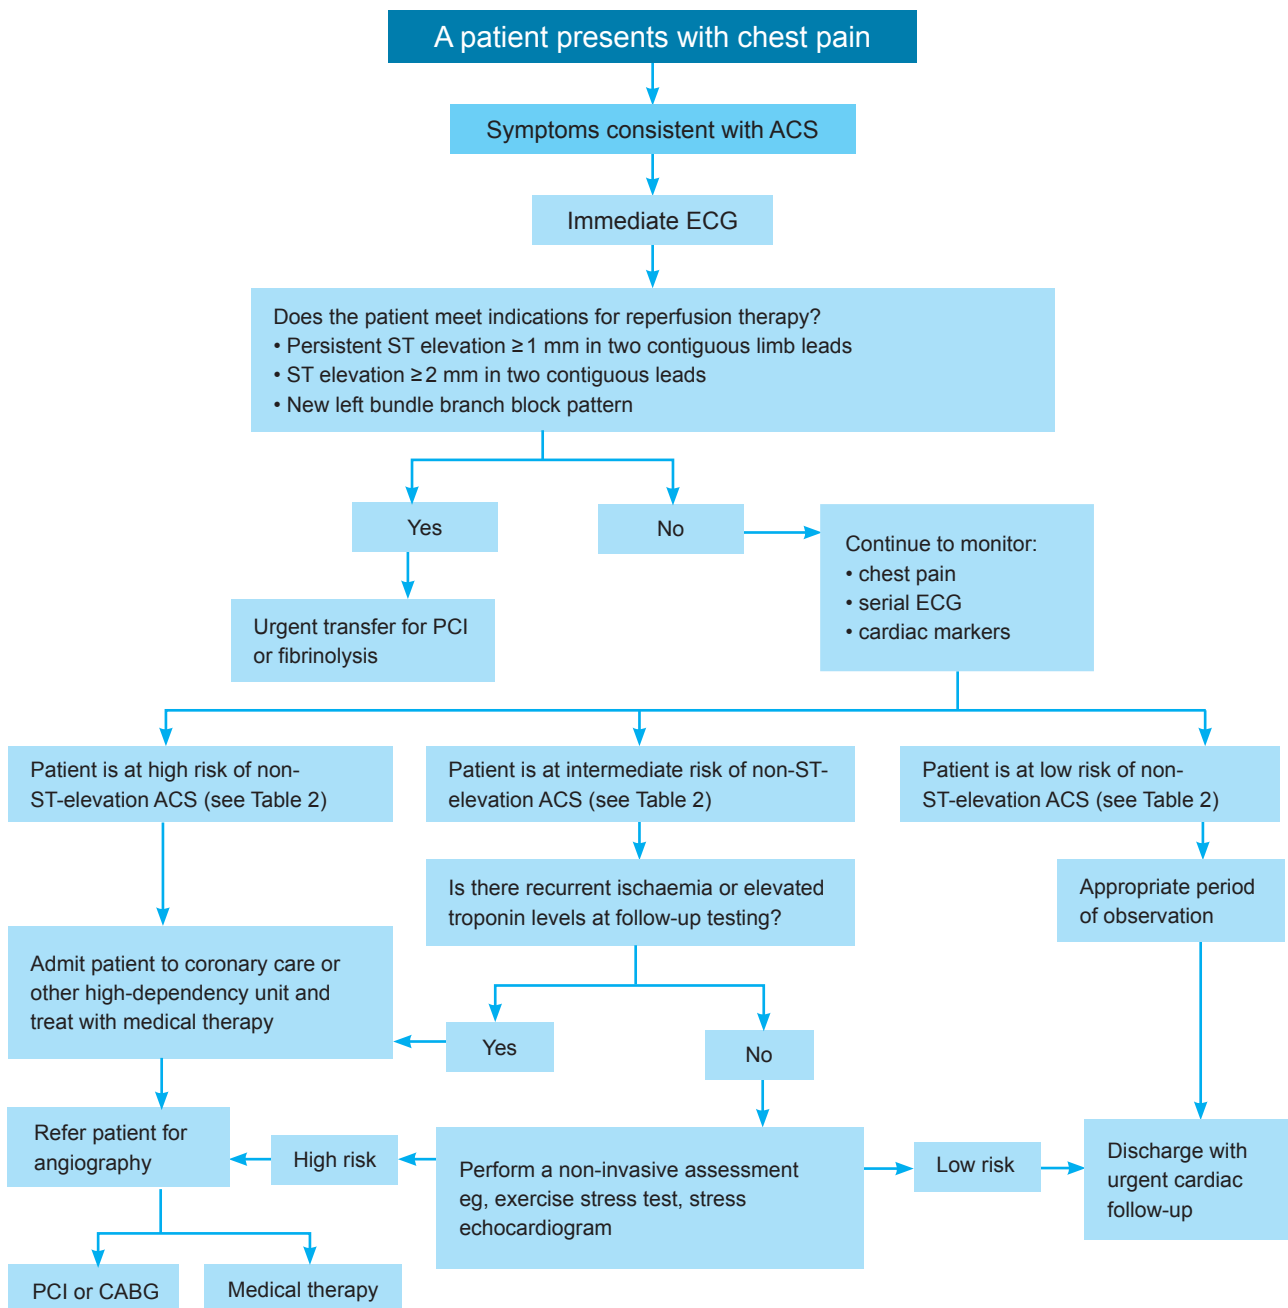 A patient presents with chest pain
Symptoms consistent with ACS
Immediate ECG
Does the patient meet indications for reperfusion therapy?
• Persistent ST elevation ≥1 mm in two contiguous limb leads
• ST elevation ≥2 mm in two contiguous leads
• New left bundle branch block pattern
Yes
No
Urgent transfer for PCI
or fibrinolysis
Continue to monitor:
• chest pain
• serial ECG
• cardiac markers
Patient is at high risk of non-
ST-elevation ACS (see Table 2)
Patient is at intermediate risk of non-ST-
elevation ACS (see Table 2)
Patient is at low risk of non-
ST-elevation ACS (see Table 2)
Is there recurrent ischaemia or elevated
troponin levels at follow-up testing?
Appropriate period
of observation
Admit patient to coronary care or
other high-dependency unit and
treat with medical therapy
Yes
No
Refer patient for
angiography
High risk
Perform a non-invasive assessment
eg, exercise stress test, stress
echocardiogram
Low risk
Discharge with
urgent cardiac
follow-up
PCI or CABG
Medical therapy